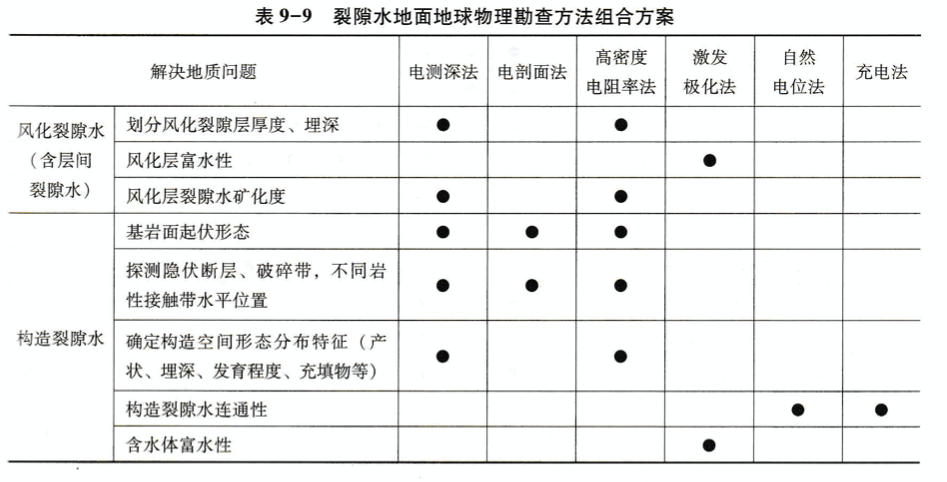 表 9-9 裂隙水地面地球物理勘查方法组合方案
解决地质问题 电测深法 电剖面法 高密度电阻率法 激发极化法 自然电位法 充电法
风化裂隙水（含层间裂隙水）
划分风化裂隙层厚度、埋深 ● ●
风化层富水性 ●
风化层裂隙水矿化度 ● ●
构造裂隙水
基岩面起伏形态 ● ● ●
探测隐伏断层、破碎带，不同岩
性接触带水平位置 ● ● ●
确定构造空间形态分布特征（产
状、埋深、发育程度、充填物等） ● ●
构造裂隙水连通性 ● ●
含水体富水性 ●